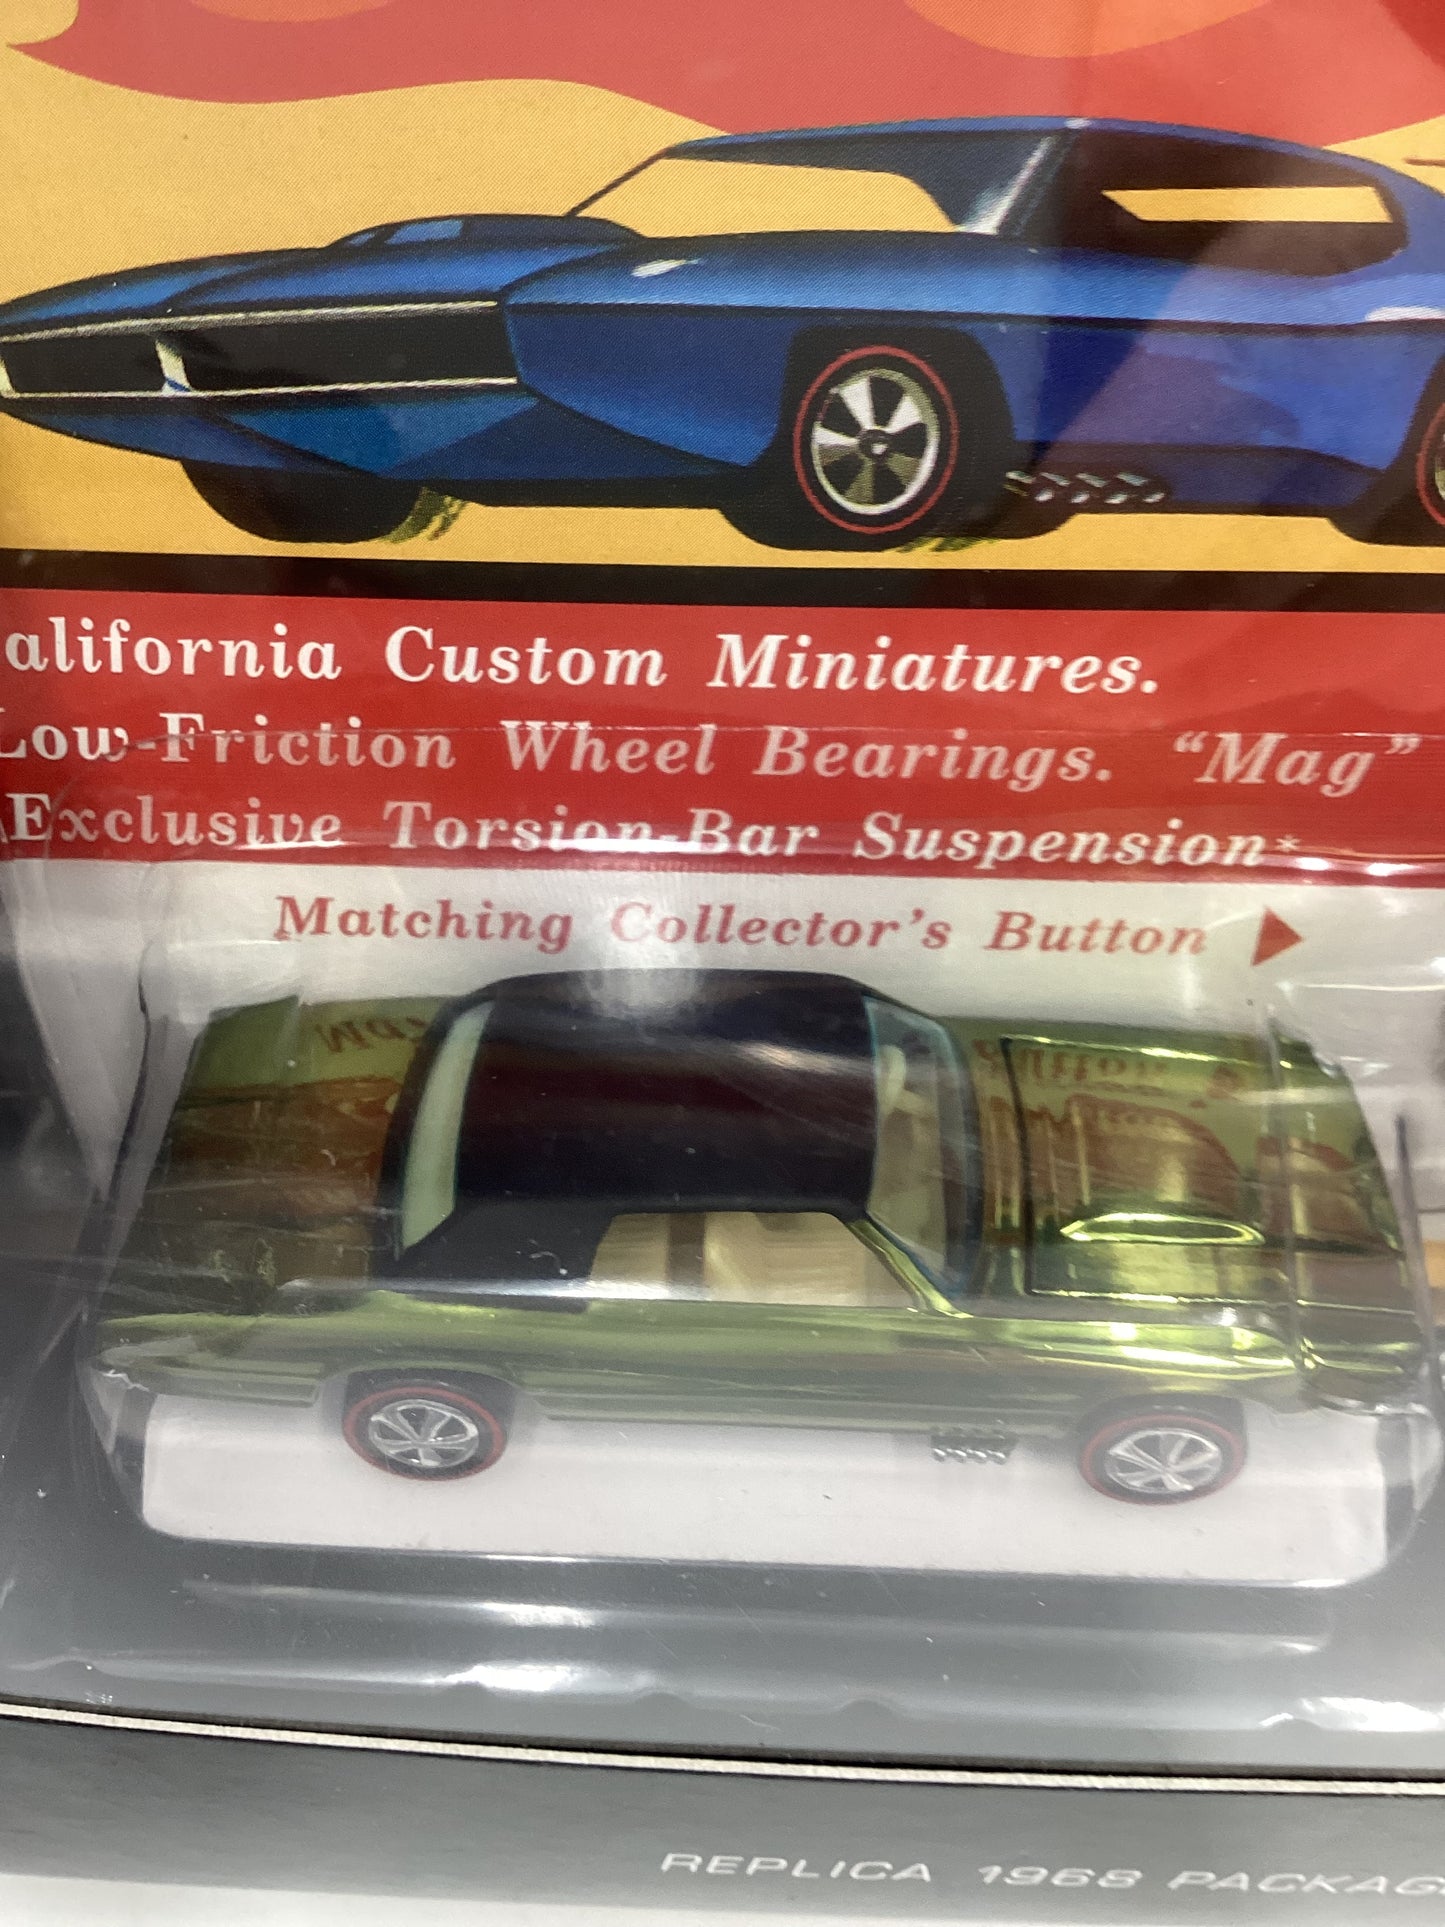 alifornia Custom Miniatures.
Low-Friction Wheel Bearings. “Mag”
Exclusive Torsion-Bar Suspension*
Matching Collector’s Button ▶
REPLICA 1968 PACKAG